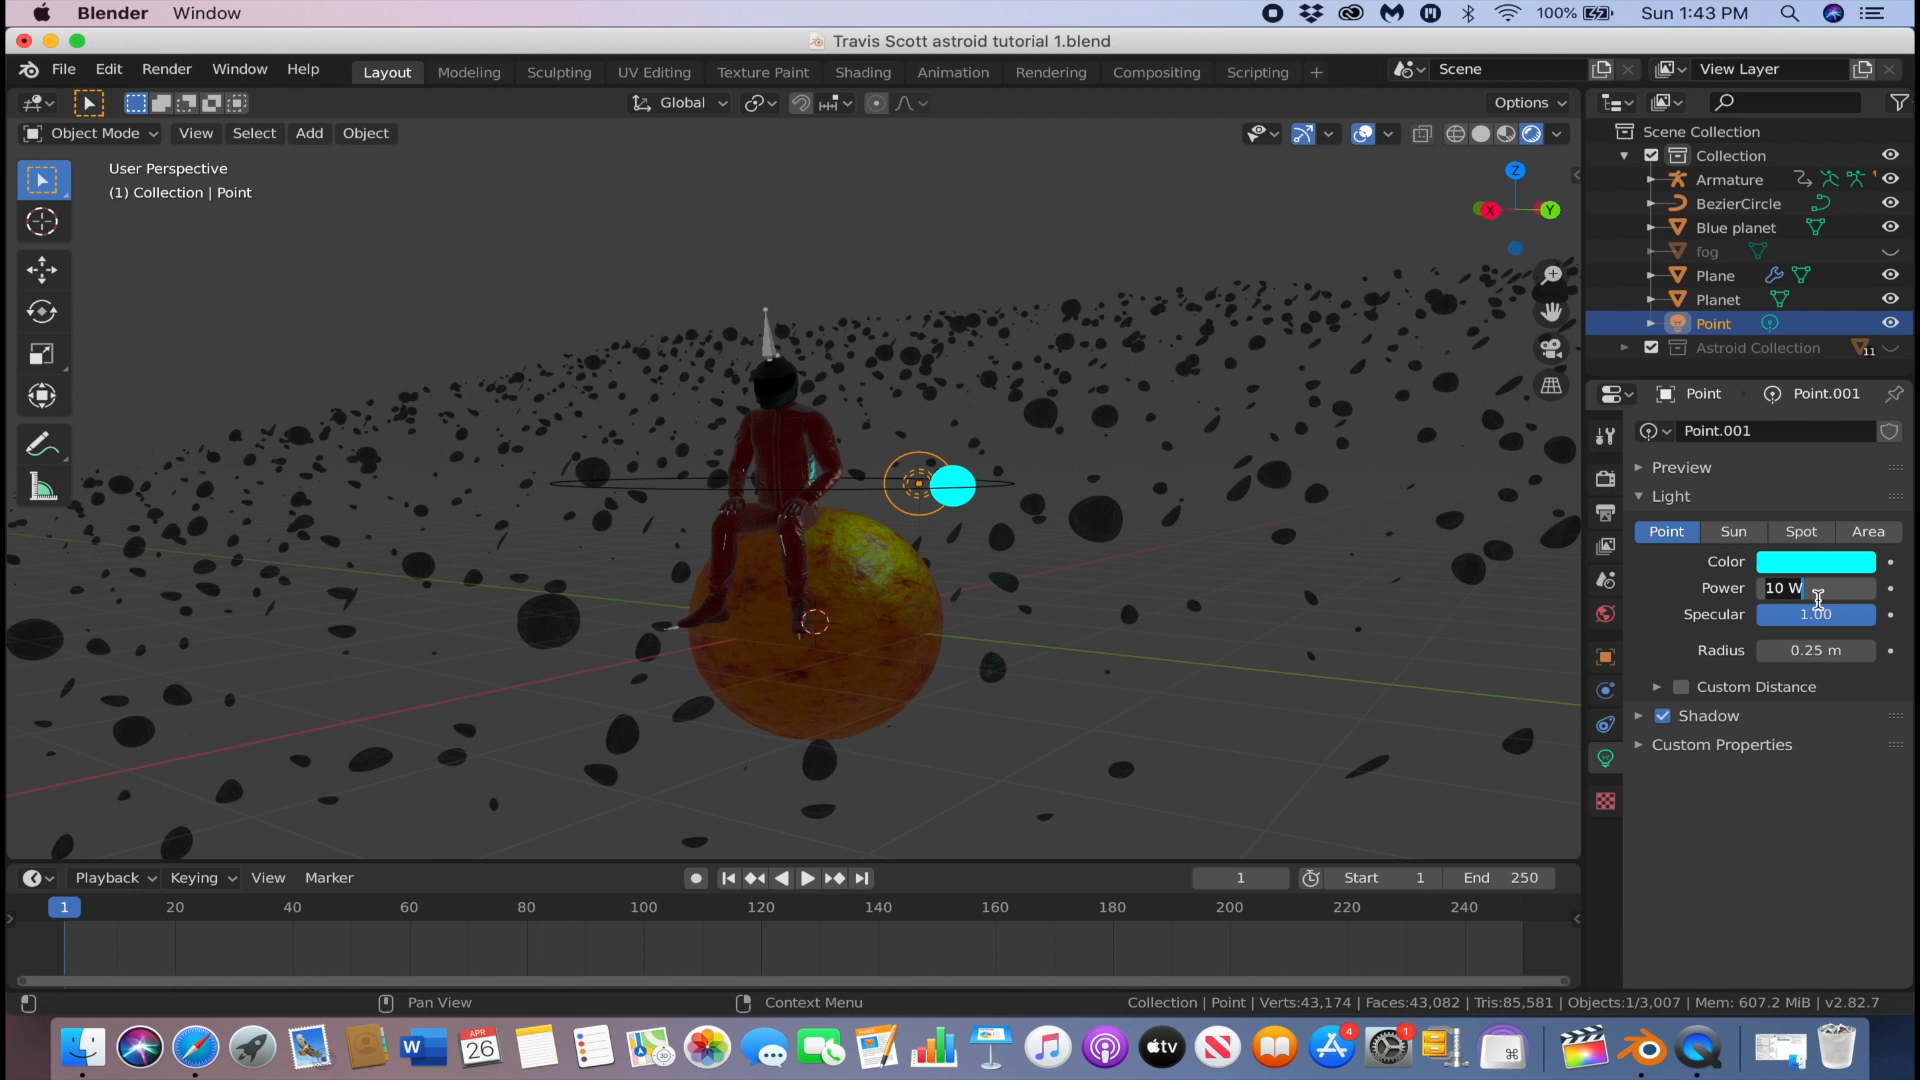 Blender Window 100% Sun 1:43 PM
Travis Scott astroid tutorial 1.blend
File Edit Render Window Help Layout Modeling Sculpting UV Editing Texture Paint Shading Animation Rendering Compositing Scripting + Scene View Layer
Global Options
Object Mode View Select Add Object
User Perspective
(1) Collection | Point
Z
X
Y
Scene Collection
Collection
Armature
BezierCircle
Blue planet
fog
Plane
Planet
Point
Astroid Collection 11
Point Point.001
Point.001
Preview
Light
Point Sun Spot Area
Color
Power 10 W
Specular 1.00
Radius 0.25 m
Custom Distance
Shadow
Custom Properties
Playback Keying View Marker 1 Start 1 End 250
1 20 40 60 80 100 120 140 160 180 200 220 240
Pan View Context Menu Collection | Point | Verts:43,174 | Faces:43,082 | Tris:85,581 | Objects:1/3,007 | Mem: 607.2 MiB | v2.82.7
W APR 26 tv 4 1